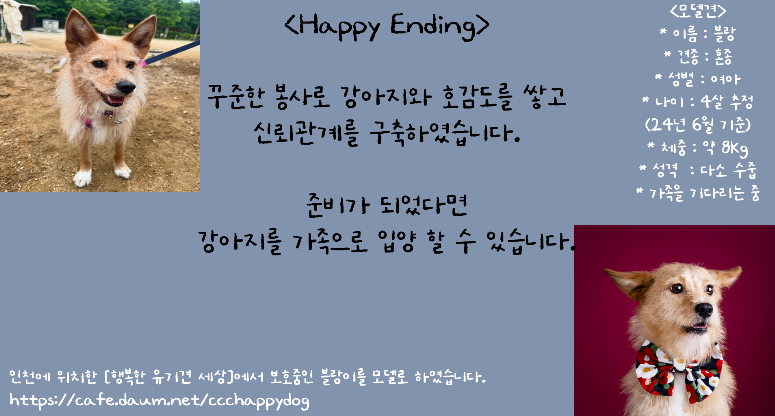 <Happy Ending>
꾸준한 봉사로 강아지와 호감도를 쌓고
신뢰관계를 구축하였습니다.
준비가 되었다면
강아지를 가족으로 입양 할 수 있습니다.
<모델견>
* 이름 : 블랑
* 견종 : 혼종
* 성별 : 여아
* 나이 : 4살 추정
(24년 6월 기준)
* 체중 : 약 8kg
* 성격 : 다소 수줍
* 가족을 기다리는 중
인천에 위치한 [행복한 유기견 세상]에서 보호중인 블랑이를 모델로 하였습니다.
https://cafe.daum.net/ccchappydog